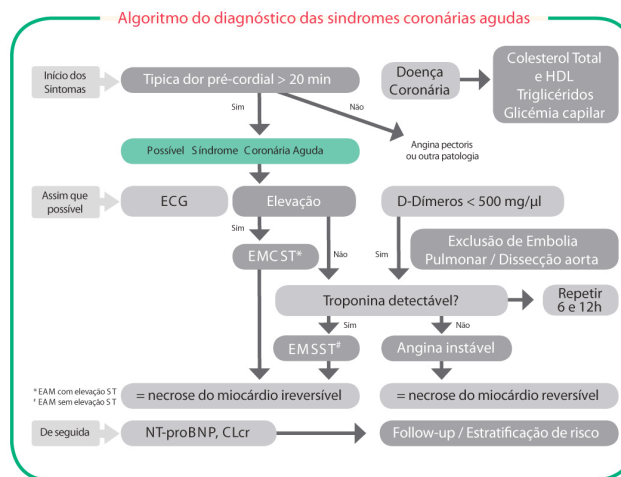 Algoritmo do diagnóstico das sindromes coronárias agudas
Início dos
Sintomas
Tipica dor pré-cordial > 20 min
Doença
Coronária
Colesterol Total
e HDL
Triglicéridos
Glicémia capilar
Sim
Não
Possível Síndrome Coronária Aguda
Angina pectoris
ou outra patologia
Assim que
possível
ECG
Elevação
D-Dímeros < 500 mg/µl
Sim
EMCST*
Não
Sim
Exclusão de Embolia
Pulmonar / Dissecção aorta
Troponina detectável?
Repetir
6 e 12h
Sim
Não
EMSST#
Angina instável
* EAM com elevação ST
# EAM sem elevação ST
= necrose do miocárdio ireversível
= necrose do miocárdio reversível
De seguida
NT-proBNP, CLcr
Follow-up / Estratificação de risco